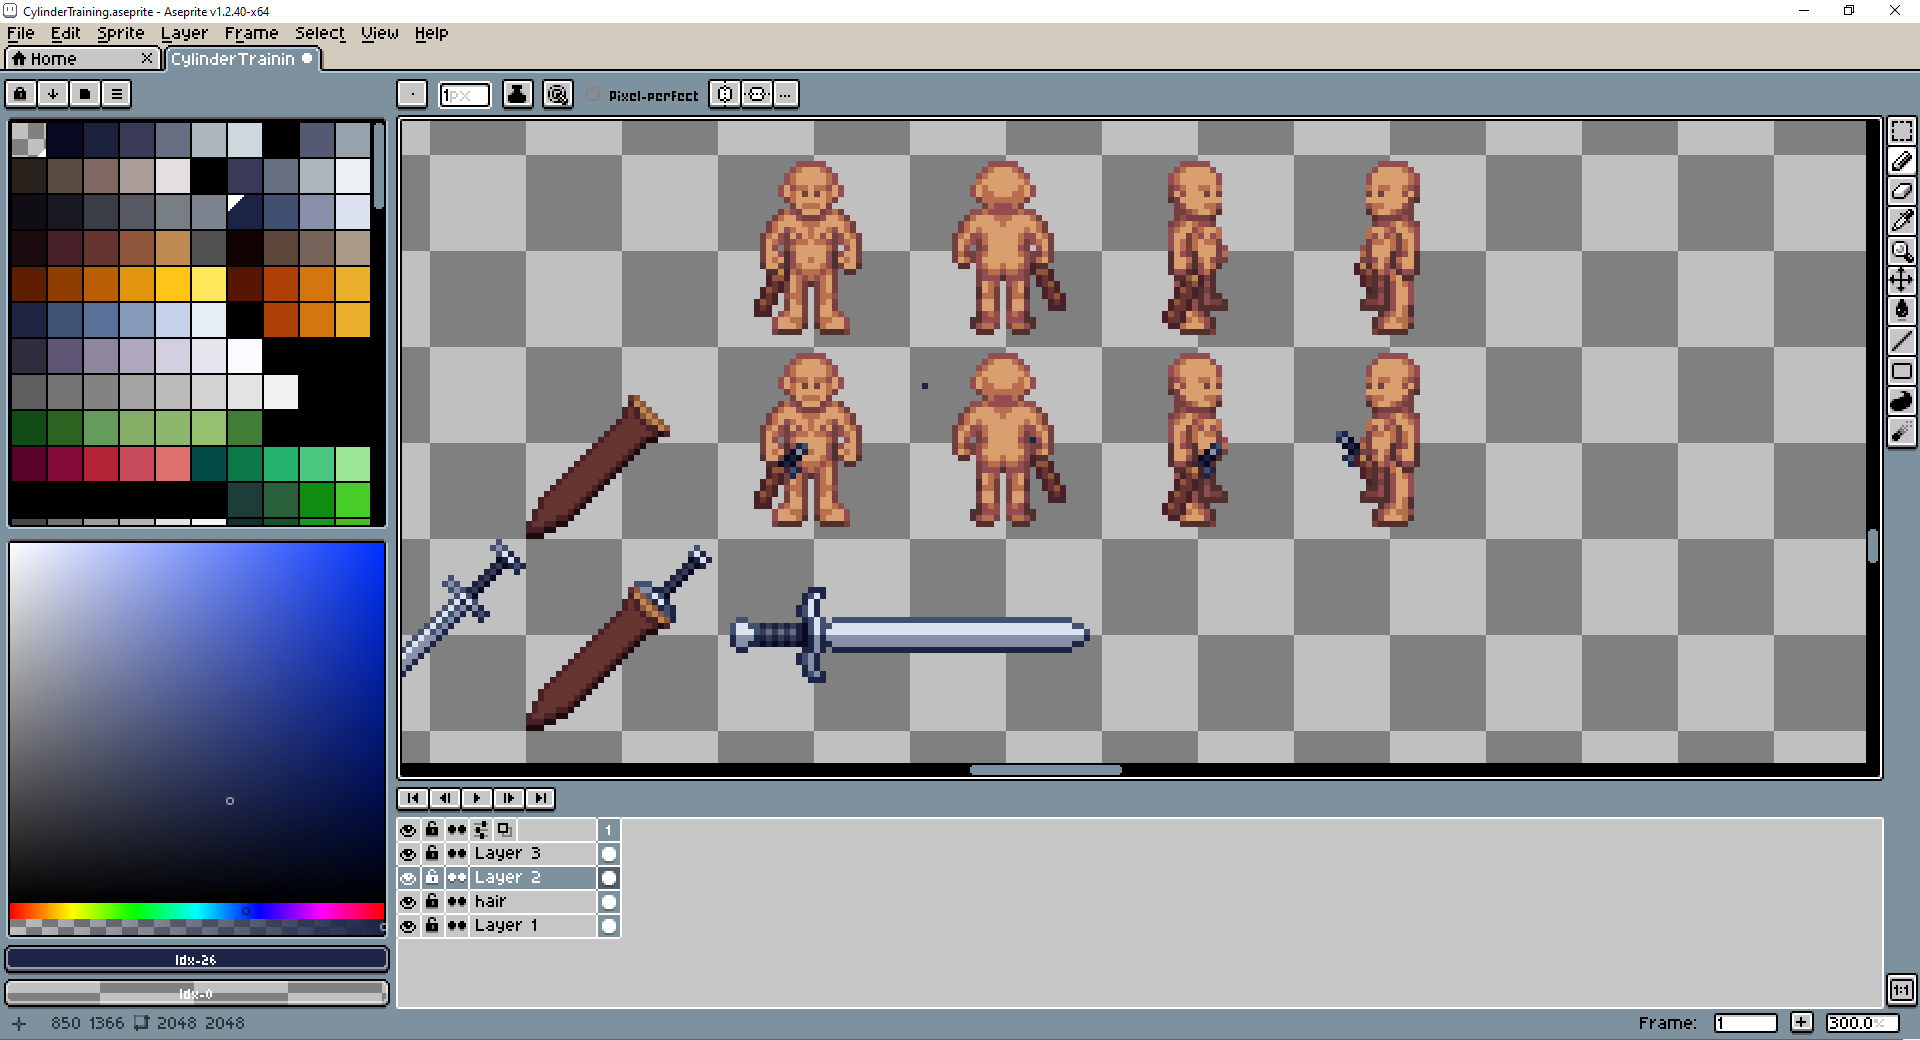 CylinderTraining.aseprite - Aseprite v1.2.40-x64
File Edit Sprite Layer Frame Select View Help
Home
CylinderTrainin
1px
Pixel-perfect
...
1
Layer 3
Layer 2
hair
Layer 1
Idx-26
Idx-0
1:1
850 1366 2048 2048
Frame: 1 + 300.0%